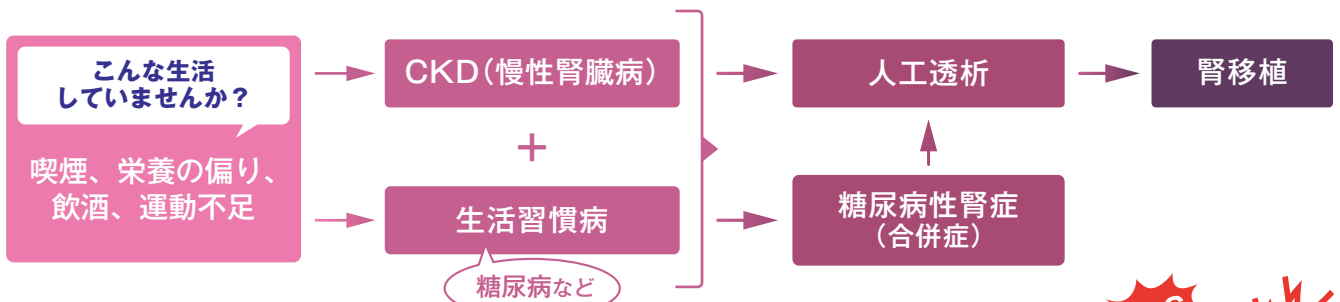 こんな生活
していませんか？
喫煙、栄養の偏り、
飲酒、運動不足
CKD（慢性腎臓病）
+
生活習慣病
糖尿病など
人工透析
糖尿病性腎症
（合併症）
腎移植